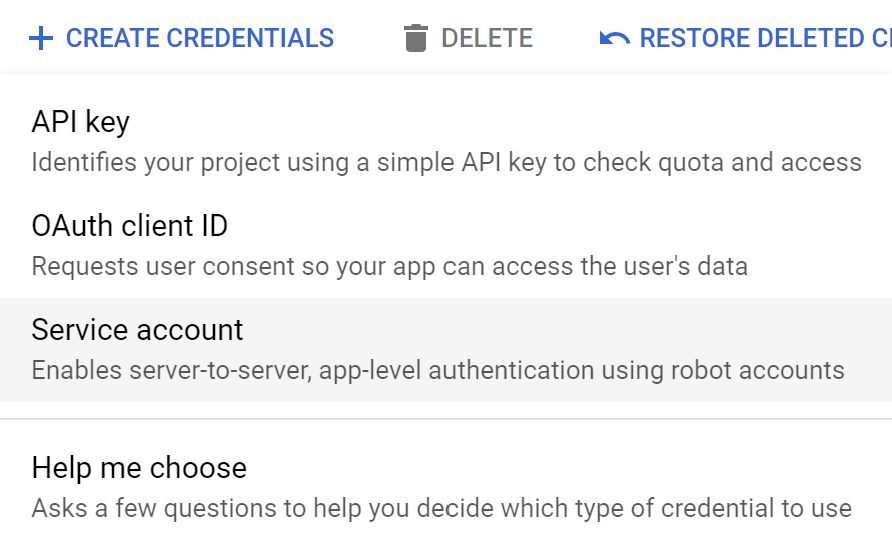 CREATE CREDENTIALS DELETE RESTORE DELETED
API key
Identifies your project using a simple API key to check quota and access
OAuth client ID
Requests user consent so your app can access the user's data
Service account
Enables server-to-server, app-level authentication using robot accounts
Help me choose
Asks a few questions to help you decide which type of credential to use